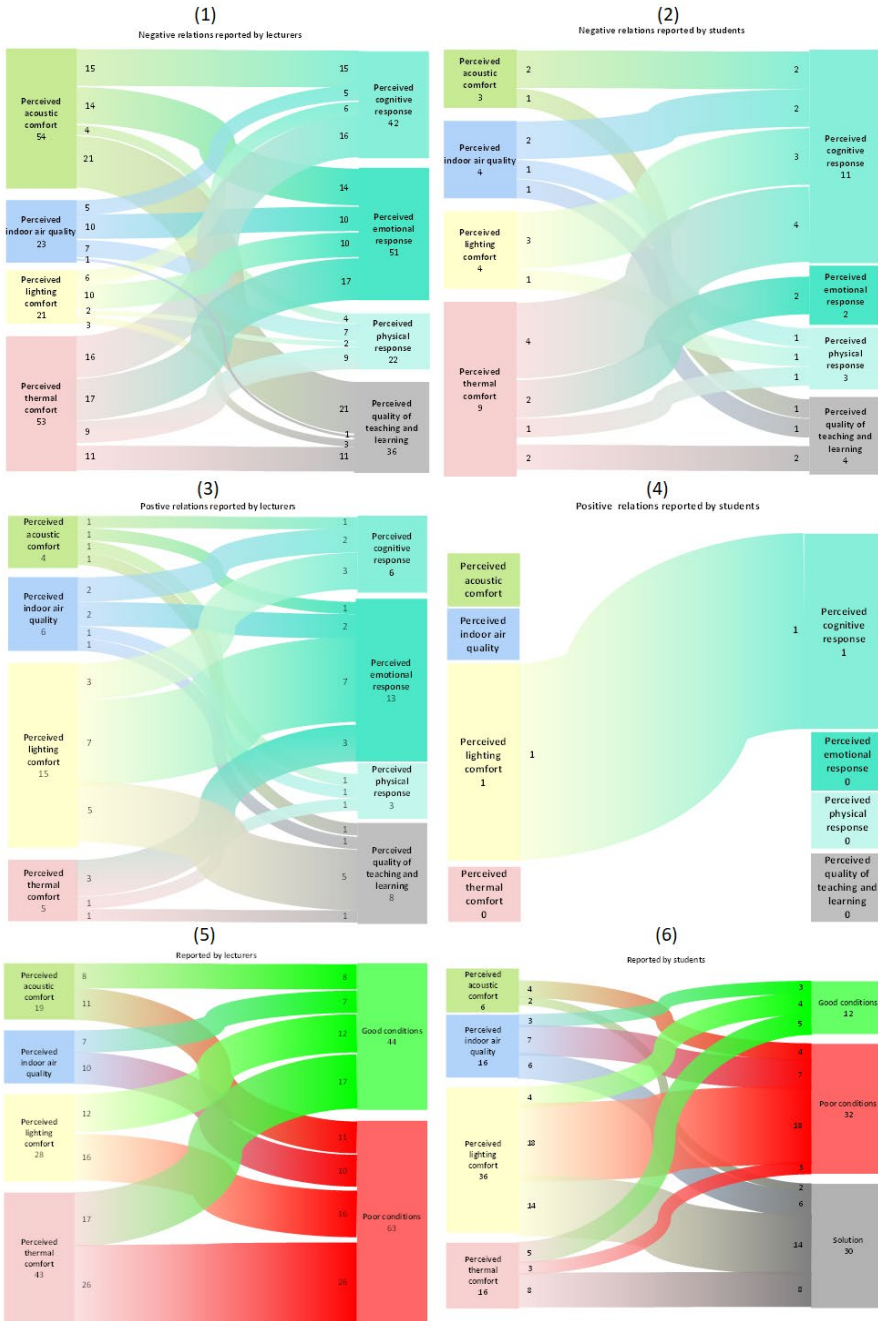 (1)
Negative relations reported by lecturers
Perceived
acoustic
comfort
54
Perceived
indoor air quality
23
Perceived
lighting
comfort
21
Perceived
thermal
comfort
53
15
14
4
21
5
10
7
1
6
10
2
3
16
17
9
11
15
5
6
16
14
10
10
17
4
7
2
9
21
1
3
11
Perceived
cognitive
response
42
Perceived
emotional
response
51
Perceived
physical
response
22
Perceived
quality of
teaching
and learning
36
(2)
Negative relations reported by students
Perceived
acoustic
comfort
3
Perceived
indoor air quality
4
Perceived
lighting
comfort
4
Perceived
thermal
comfort
9
2
1
2
1
1
3
1
4
2
1
2
2
2
3
4
2
1
1
1
1
1
2
Perceived
cognitive
response
11
Perceived
emotional
response
2
Perceived
physical
response
3
Perceived
quality of
teaching and
learning
4
(3)
Postive relations reported by lecturers
Perceived
acoustic
comfort
4
Perceived
indoor air
quality
6
Perceived
lighting
comfort
15
Perceived
thermal
comfort
5
1
1
1
1
2
2
1
1
3
7
5
3
1
1
1
2
3
1
2
7
3
1
1
1
1
1
5
1
Perceived
cognitive
response
6
Perceived
emotional
response
13
Perceived
physical
response
3
Perceived
quality of
teaching and
learning
8
(4)
Positive relations reported by students
Perceived
acoustic
comfort
Perceived
indoor air
quality
Perceived
lighting
comfort
1
Perceived
thermal
comfort
0
1
1
Perceived
cognitive
response
1
Perceived
emotional
response
0
Perceived
physical
response
0
Perceived
quality of
teaching and
learning
0
(5)
Reported by lecturers
Perceived
acoustic
comfort
19
Perceived
indoor air
quality
Perceived
lighting
comfort
28
Perceived
thermal
comfort
43
8
11
7
10
12
16
17
26
8
7
12
17
11
10
16
26
Good conditions
44
Poor conditions
63
(6)
Reported by students
Perceived
acoustic
comfort
6
Perceived
indoor air
quality
16
Perceived
lighting
comfort
36
Perceived
thermal
comfort
16
4
2
3
7
6
4
18
14
5
3
8
3
4
5
4
7
18
3
2
6
14
8
Good conditions
12
Poor conditions
32
Solution
30